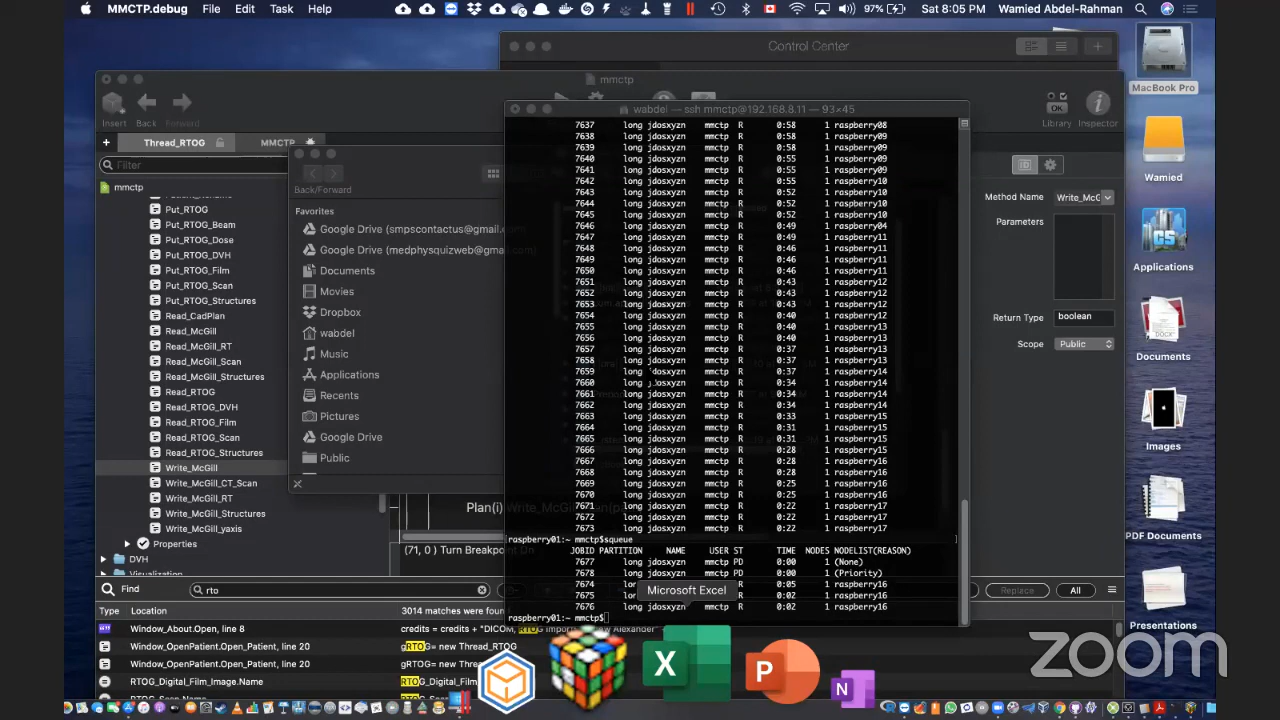 MMCTP.debug File Edit Task Help 97% Sat 8:05 PM Wamied Abdel-Rahman
Control Center
mmctp
Insert Back Forward
Library Inspector
Thread_RTOG MMCTP
Filter
mmctp
Put_RTOG
Put_RTOG_Beam
Put_RTOG_Dose
Put_RTOG_DVH
Put_RTOG_Film
Put_RTOG_Scan
Put_RTOG_Structures
Read_CadPlan
Read_McGill
Read_McGill_RT
Read_McGill_Scan
Read_McGill_Structures
Read_RTOG
Read_RTOG_DVH
Read_RTOG_Film
Read_RTOG_Scan
Read_RTOG_Structures
Write_McGill
Write_McGill_CT_Scan
Write_McGill_RT
Write_McGill_Structures
Write_McGill_yaxis
Properties
DVH
Visualization
Back/Forward
Favorites
Google Drive (smpscontactus@gmail.com)
Google Drive (medphysquizweb@gmail.com)
Documents
Movies
Dropbox
wabdel
Music
Applications
Recents
Pictures
Google Drive
Public
wabdel — ssh mmctp@192.168.8.11 — 93×45
7637 long jdosxyzn mmctp R 0:58 1 raspberry08
7638 long jdosxyzn mmctp R 0:58 1 raspberry09
7639 long jdosxyzn mmctp R 0:58 1 raspberry09
7640 long jdosxyzn mmctp R 0:55 1 raspberry09
7641 long jdosxyzn mmctp R 0:55 1 raspberry09
7642 long jdosxyzn mmctp R 0:55 1 raspberry09
7643 long jdosxyzn mmctp R 0:52 1 raspberry10
7644 long jdosxyzn mmctp R 0:52 1 raspberry10
7645 long jdosxyzn mmctp R 0:52 1 raspberry10
7646 long jdosxyzn mmctp R 0:49 1 raspberry04
7647 long jdosxyzn mmctp R 0:49 1 raspberry11
7648 long jdosxyzn mmctp R 0:46 1 raspberry11
7649 long jdosxyzn mmctp R 0:46 1 raspberry11
7650 long jdosxyzn mmctp R 0:46 1 raspberry11
7651 long jdosxyzn mmctp R 0:43 1 raspberry12
7652 long jdosxyzn mmctp R 0:43 1 raspberry12
7653 long jdosxyzn mmctp R 0:43 1 raspberry12
7654 long jdosxyzn mmctp R 0:40 1 raspberry12
7655 long jdosxyzn mmctp R 0:40 1 raspberry13
7656 long jdosxyzn mmctp R 0:40 1 raspberry13
7657 long jdosxyzn mmctp R 0:37 1 raspberry13
7658 long jdosxyzn mmctp R 0:37 1 raspberry13
7659 long jdosxyzn mmctp R 0:37 1 raspberry14
7660 long jdosxyzn mmctp R 0:34 1 raspberry14
7661 long jdosxyzn mmctp R 0:34 1 raspberry14
7662 long jdosxyzn mmctp R 0:34 1 raspberry14
7663 long jdosxyzn mmctp R 0:33 1 raspberry15
7664 long jdosxyzn mmctp R 0:31 1 raspberry15
7665 long jdosxyzn mmctp R 0:31 1 raspberry15
7666 long jdosxyzn mmctp R 0:28 1 raspberry15
7667 long jdosxyzn mmctp R 0:28 1 raspberry16
7668 long jdosxyzn mmctp R 0:28 1 raspberry16
7669 long jdosxyzn mmctp R 0:25 1 raspberry16
7670 long jdosxyzn mmctp R 0:25 1 raspberry16
7671 long jdosxyzn mmctp R 0:22 1 raspberry17
7672 long jdosxyzn mmctp R 0:22 1 raspberry17
7673 long jdosxyzn mmctp R 0:22 1 raspberry17
raspberry01:~ mmctp$squeue
JOBID PARTITION NAME USER ST TIME NODES NODELIST(REASON)
7677 long jdosxyzn mmctp PD 0:00 1 (None)
7678 long jdosxyzn mmctp PD 0:00 1 (Priority)
7674 R 0:05 1 raspberry16
7675 R 0:02 1 raspberry16
7676 long jdosxyzn mmctp R 0:02 1 raspberry16
raspberry01:~ mmctp$
Microsoft Excel
Method Name Write_McG
Parameters
Return Type boolean
Scope Public
MacBook Pro
Wamied
Applications
Documents
Images
PDF Documents
Presentations
(71, 0 ) Turn Breakpoint On
Find rto Replace All
Type Location 3014 matches were found
Window_About.Open, line 8
Window_OpenPatient.Open_Patient, line 20 gRTOG= new Thread_RTOG
Window_OpenPatient.Open_Patient, line 20 gRTOG= new Thread_RTOG
RTOG_Digital_Film_Image.Name
zoom